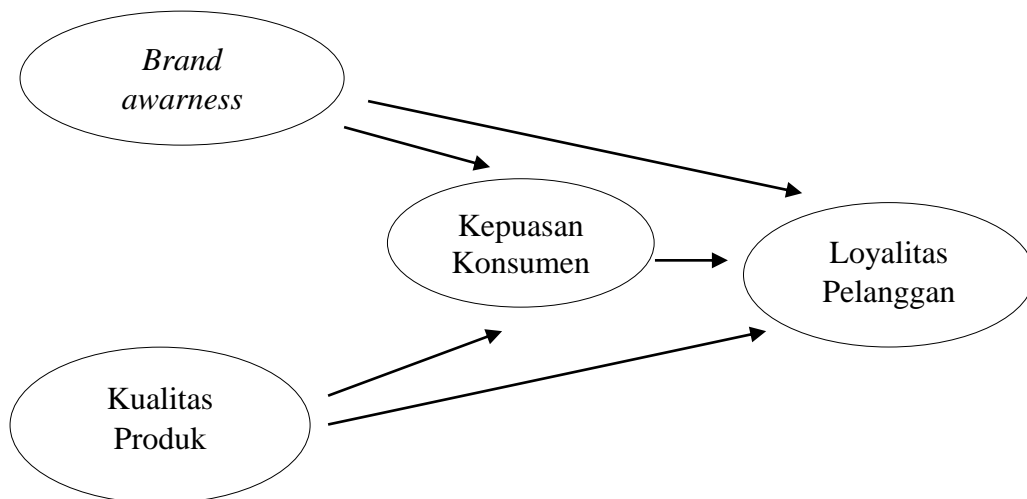 Brand
awarness
Kepuasan
Konsumen
Loyalitas
Pelanggan
Kualitas
Produk